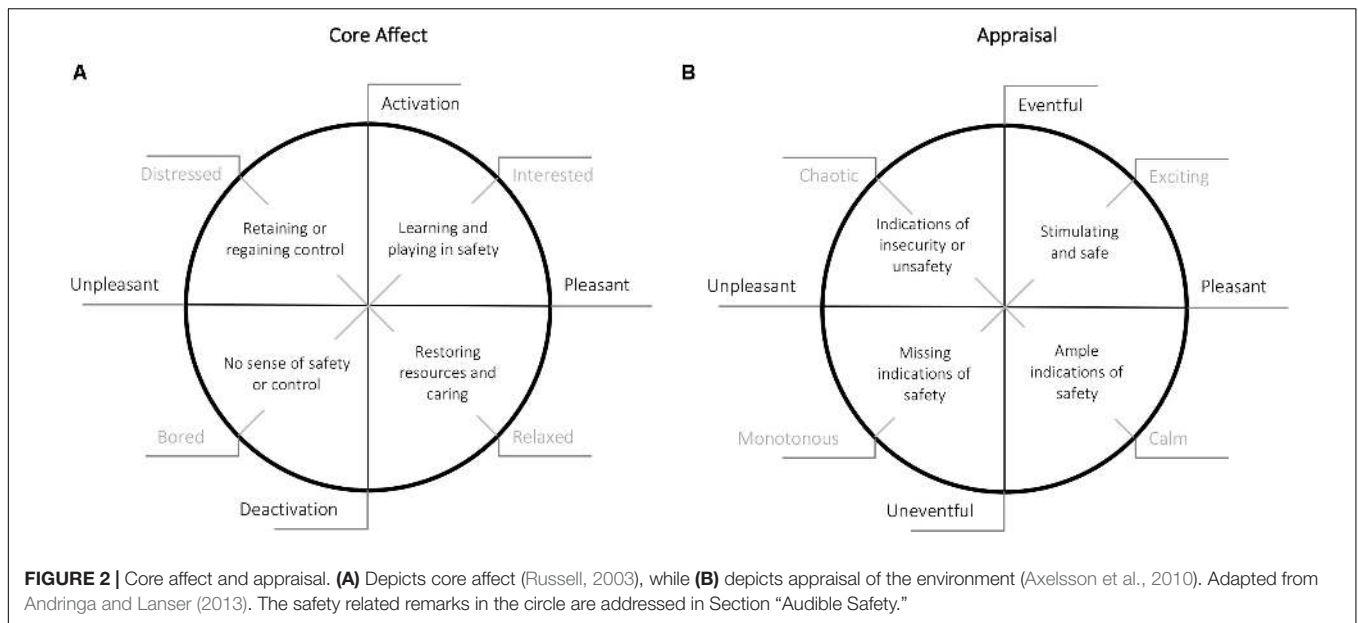 Core Affect
A
Activation
Distressed
Interested
Retaining or
regaining control
Learning and
playing in safety
Unpleasant
Pleasant
No sense of safety
or control
Restoring
resources and
caring
Bored
Relaxed
Deactivation
Appraisal
B
Eventful
Chaotic
Exciting
Indications of
insecurity or
unsafety
Stimulating
and safe
Unpleasant
Pleasant
Missing
indications of
safety
Ample
indications of
safety
Monotonous
Calm
Uneventful
FIGURE 2 | Core affect and appraisal. (A) Depicts core affect (Russell, 2003), while (B) depicts appraisal of the environment (Axelsson et al., 2010). Adapted from
Andringa and Lanser (2013). The safety related remarks in the circle are addressed in Section “Audible Safety.”